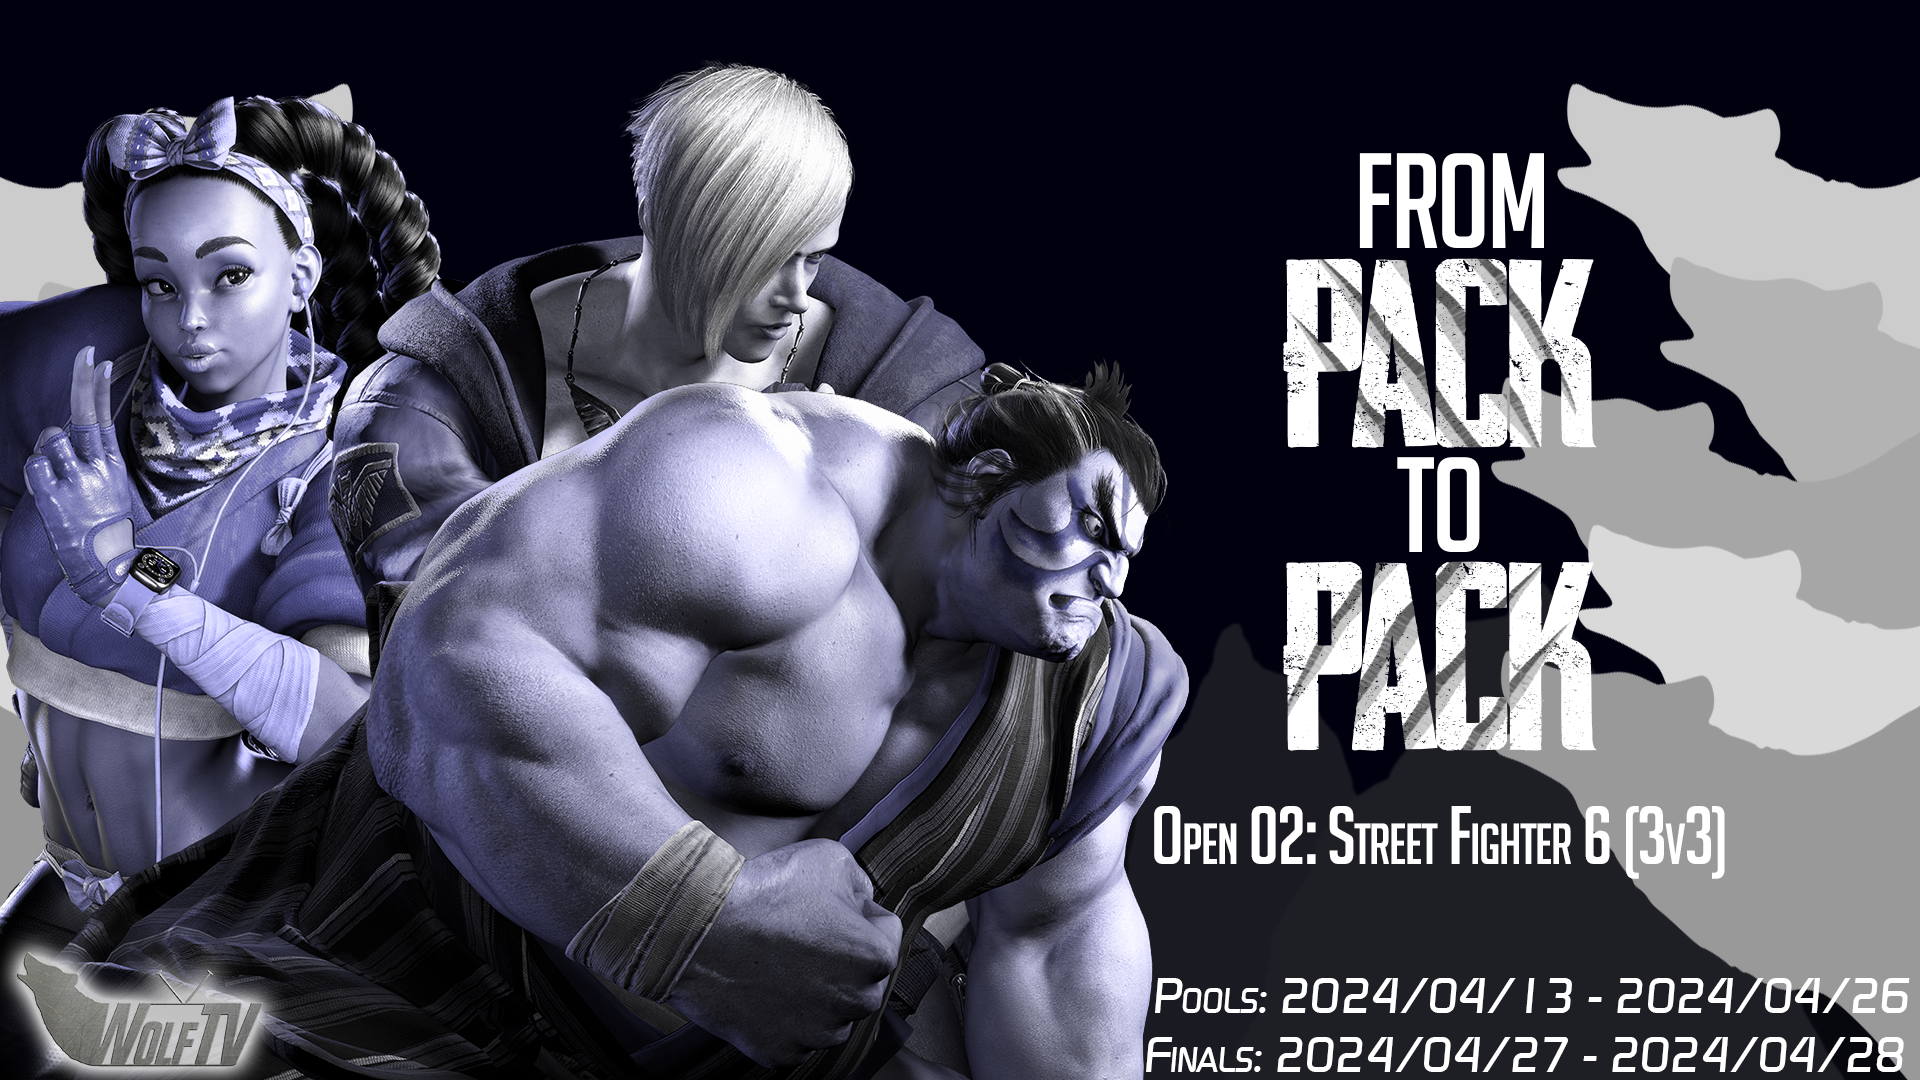 FROM
PACK
TO
PACK
Open 02: Street Fighter 6 (3v3)
Pools: 2024/04/13 - 2024/04/26
Finals: 2024/04/27 - 2024/04/28
WolfTV